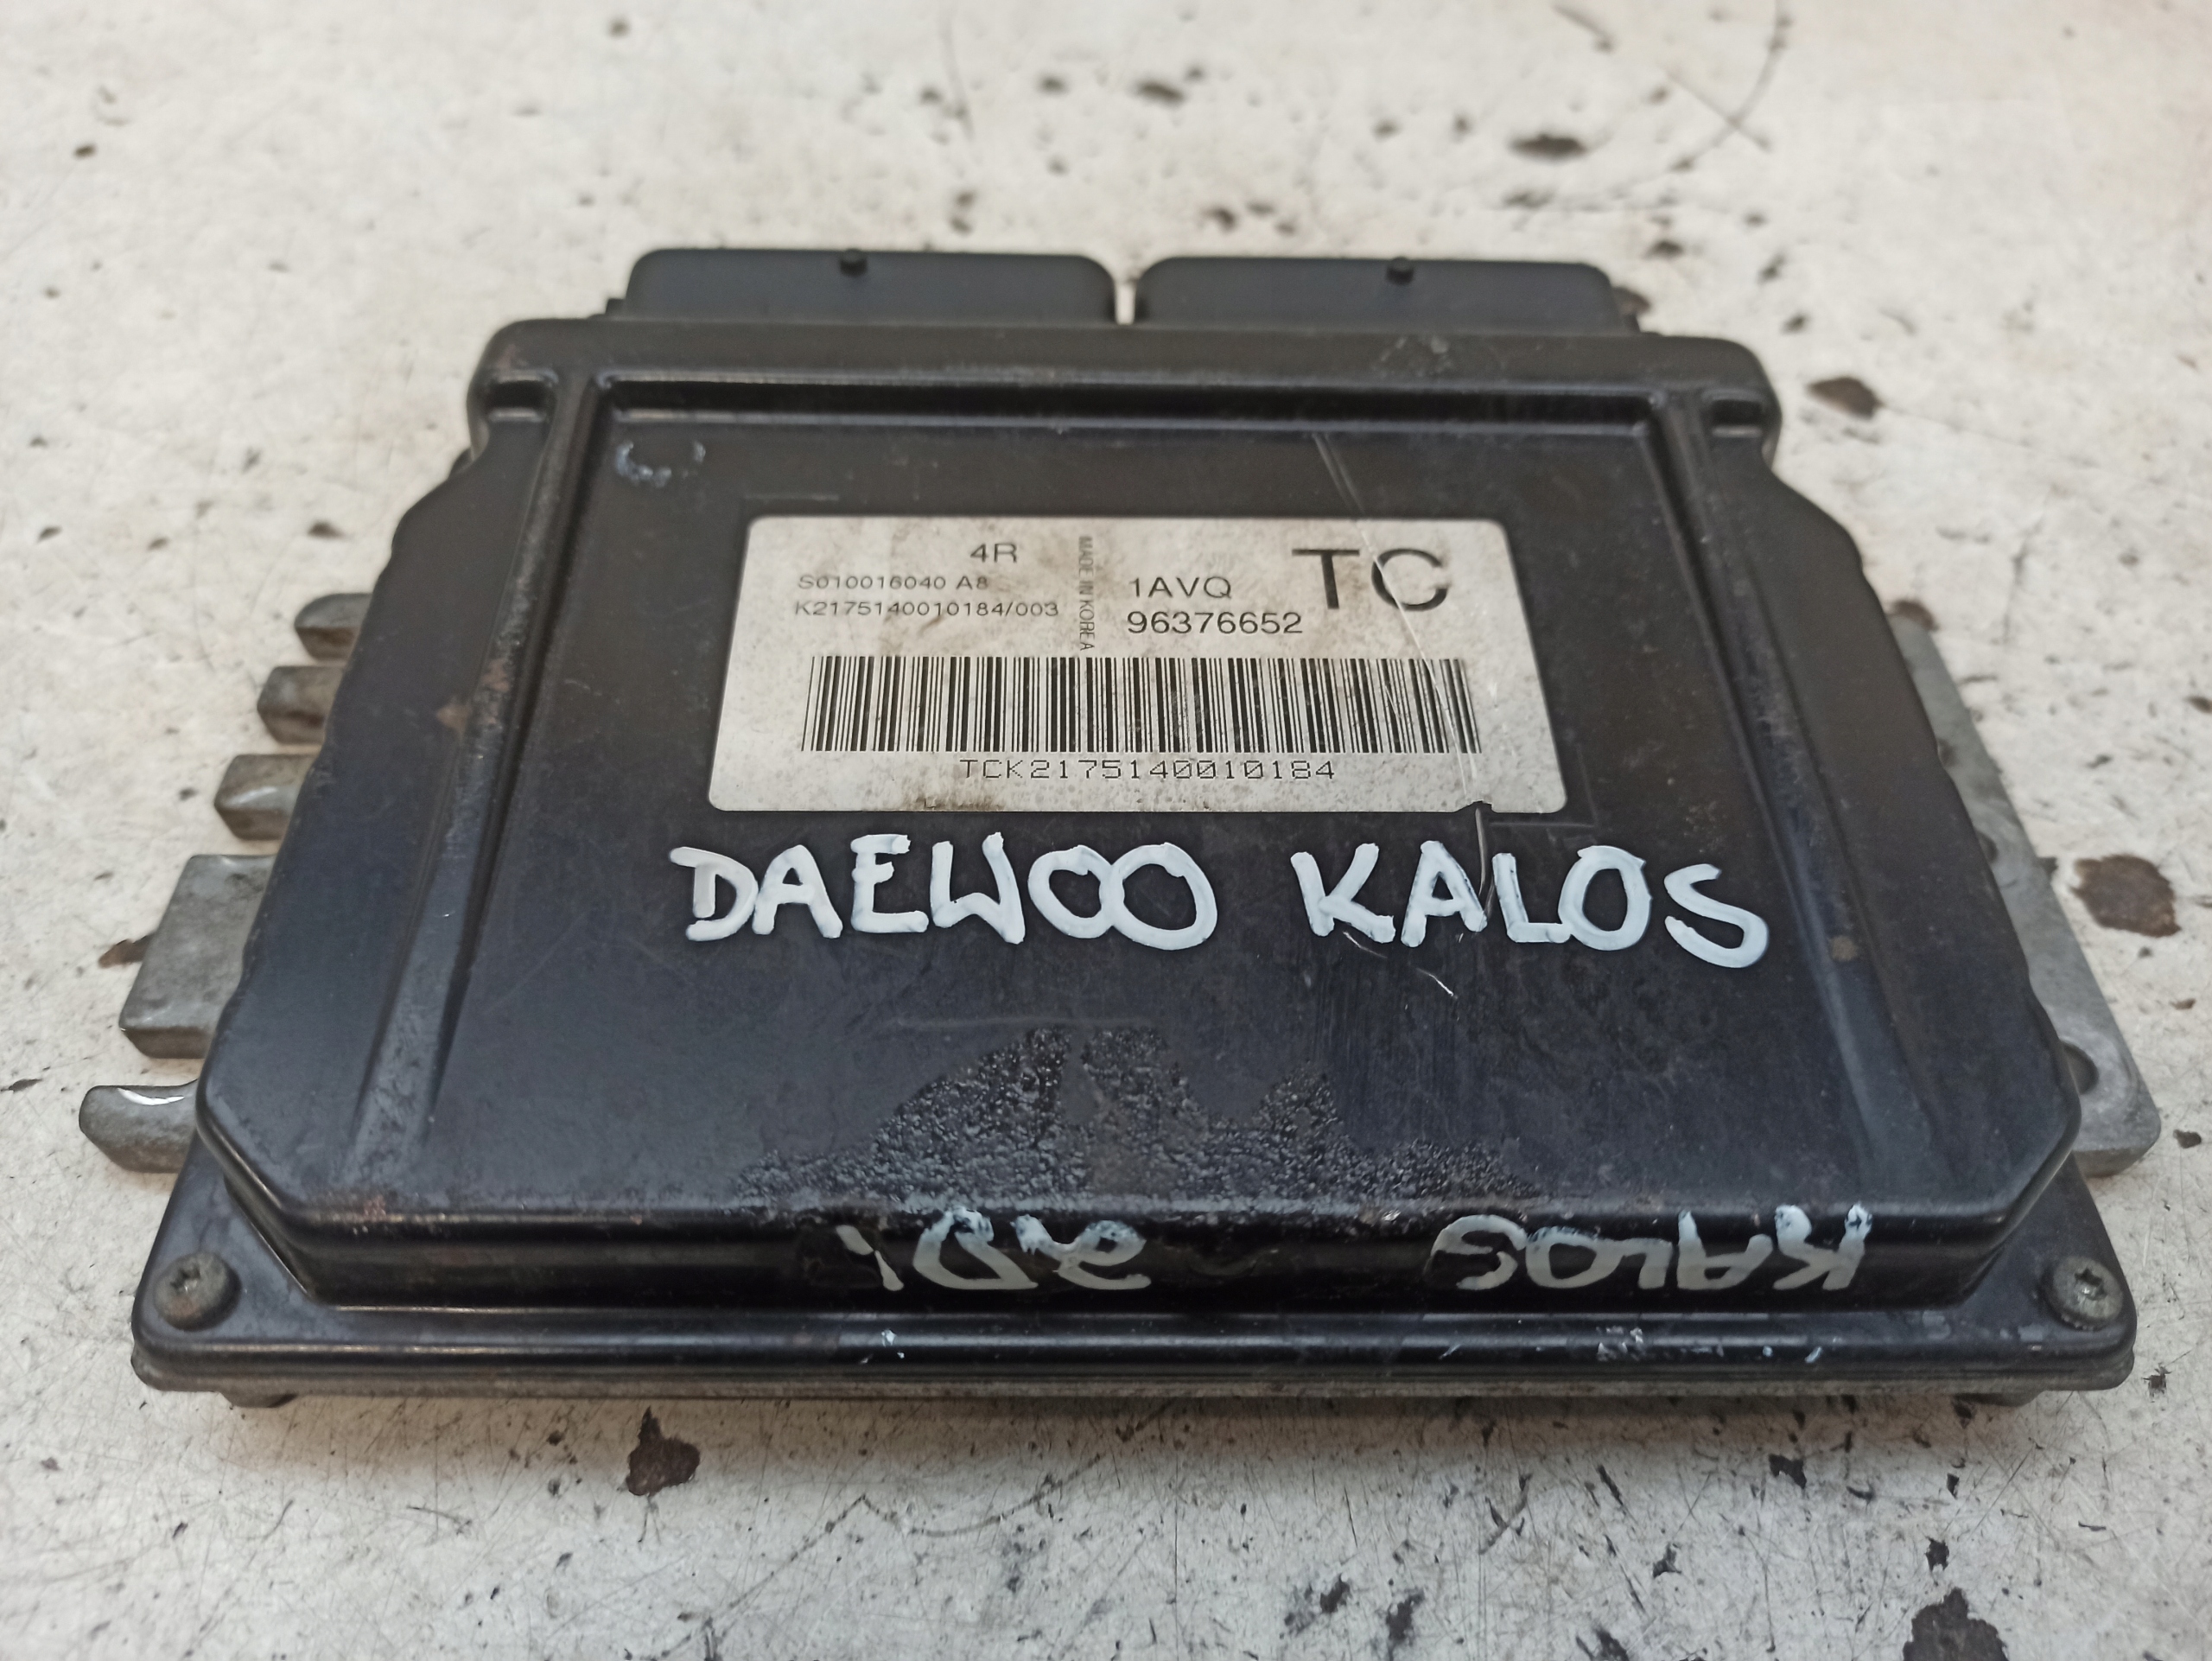 4R
S010016040 A8
K2175140010184/003
MADE IN KOREA
1AVQ
96376652
TC
TCK2175140010184
DAEWOO KALOS
KALOS